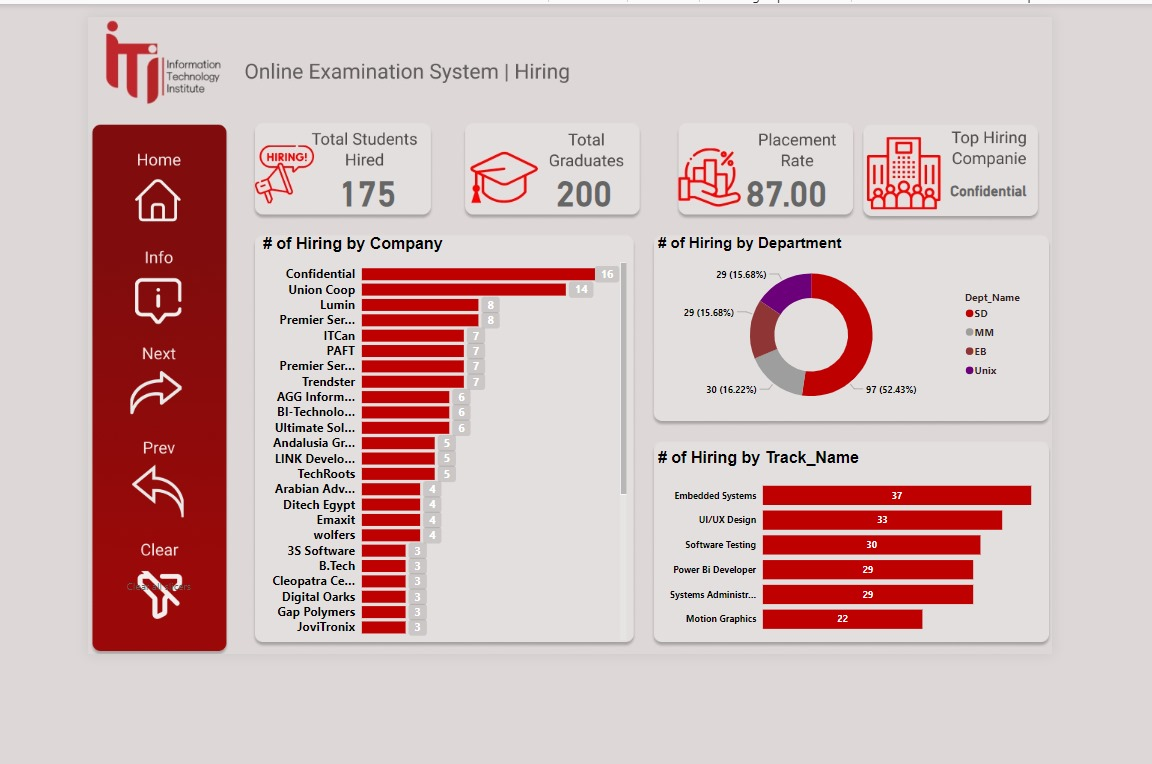 Information
Technology
Institute
Online Examination System | Hiring
Home
Info
Next
Prev
Clear
HIRING!
Total Students
Hired
175
Total
Graduates
200
%
Placement
Rate
87.00
Top Hiring
Companie
Confidential
# of Hiring by Company
Confidential 16
Union Coop 14
Lumin 8
Premier Ser... 8
ITCan 7
PAFT 7
Premier Ser... 7
Trendster 7
AGG Inform... 6
BI-Technolo... 6
Ultimate Sol... 6
Andalusia Gr... 5
LINK Develo... 5
TechRoots 5
Arabian Adv... 4
Ditech Egypt 4
Emaxit 4
wolfers 4
3S Software 3
B.Tech 3
Cleopatra Ce... 3
Digital Oarks 3
Gap Polymers 3
JoviTronix 3
# of Hiring by Department
29 (15.68%)
29 (15.68%)
30 (16.22%)
97 (52.43%)
Dept_Name
SD
MM
EB
Unix
# of Hiring by Track_Name
Embedded Systems 37
UI/UX Design 33
Software Testing 30
Power Bi Developer 29
Systems Administr... 29
Motion Graphics 22